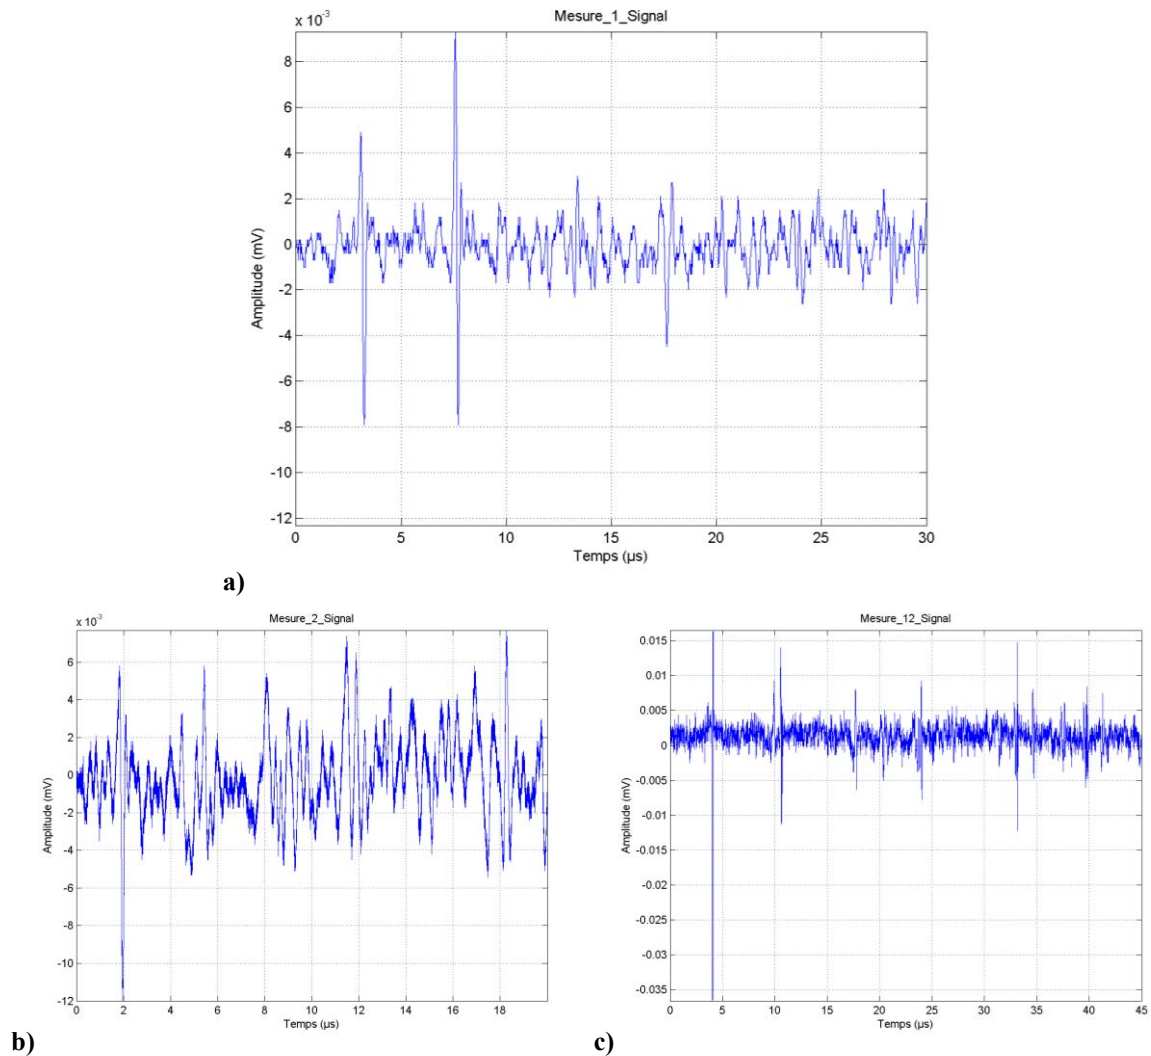 Mesure_1_Signal
x 10-3
8
6
4
2
0
-2
-4
-6
-8
-10
-12
Amplitude (mV)
0 5 10 15 20 25 30
Temps (µs)
a)
Mesure_2_Signal
x 10-3
6
4
2
0
-2
-4
-6
-8
-10
-12
Amplitude (mV)
0 2 4 6 8 10 12 14 16 18
Temps (µs)
b)
Mesure_12_Signal
0.015
0.01
0.005
0
-0.005
-0.01
-0.015
-0.02
-0.025
-0.03
-0.035
Amplitude (mV)
0 5 10 15 20 25 30 35 40 45
Temps (µs)
c)